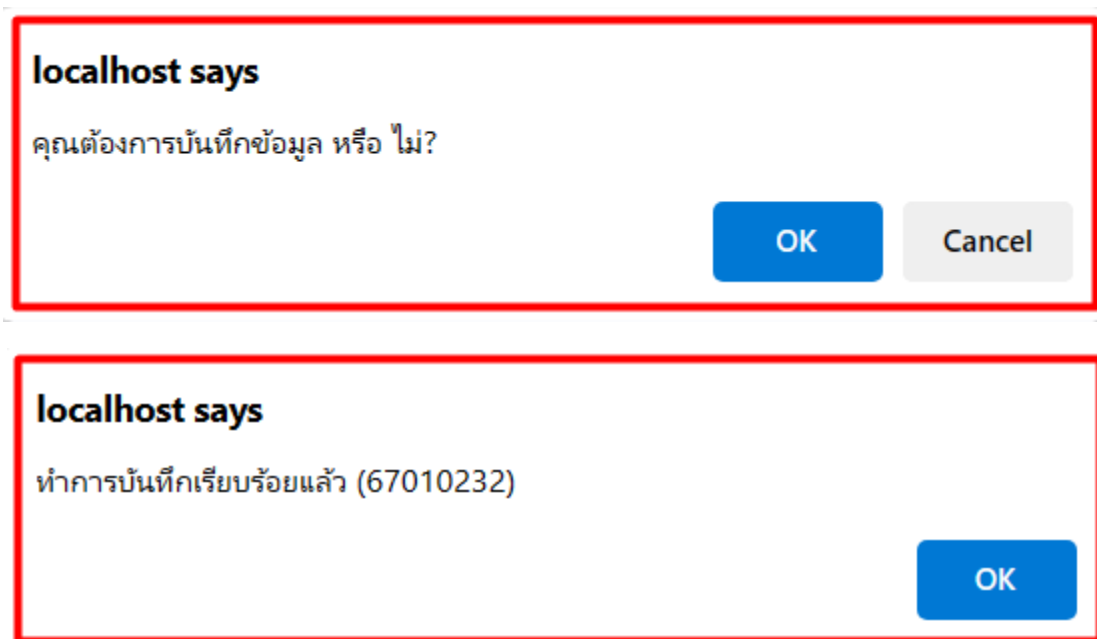 localhost says
คุณต้องการบันทึกข้อมูล หรือ ไม่?
OK Cancel
localhost says
ทำการบันทึกเรียบร้อยแล้ว (67010232)
OK